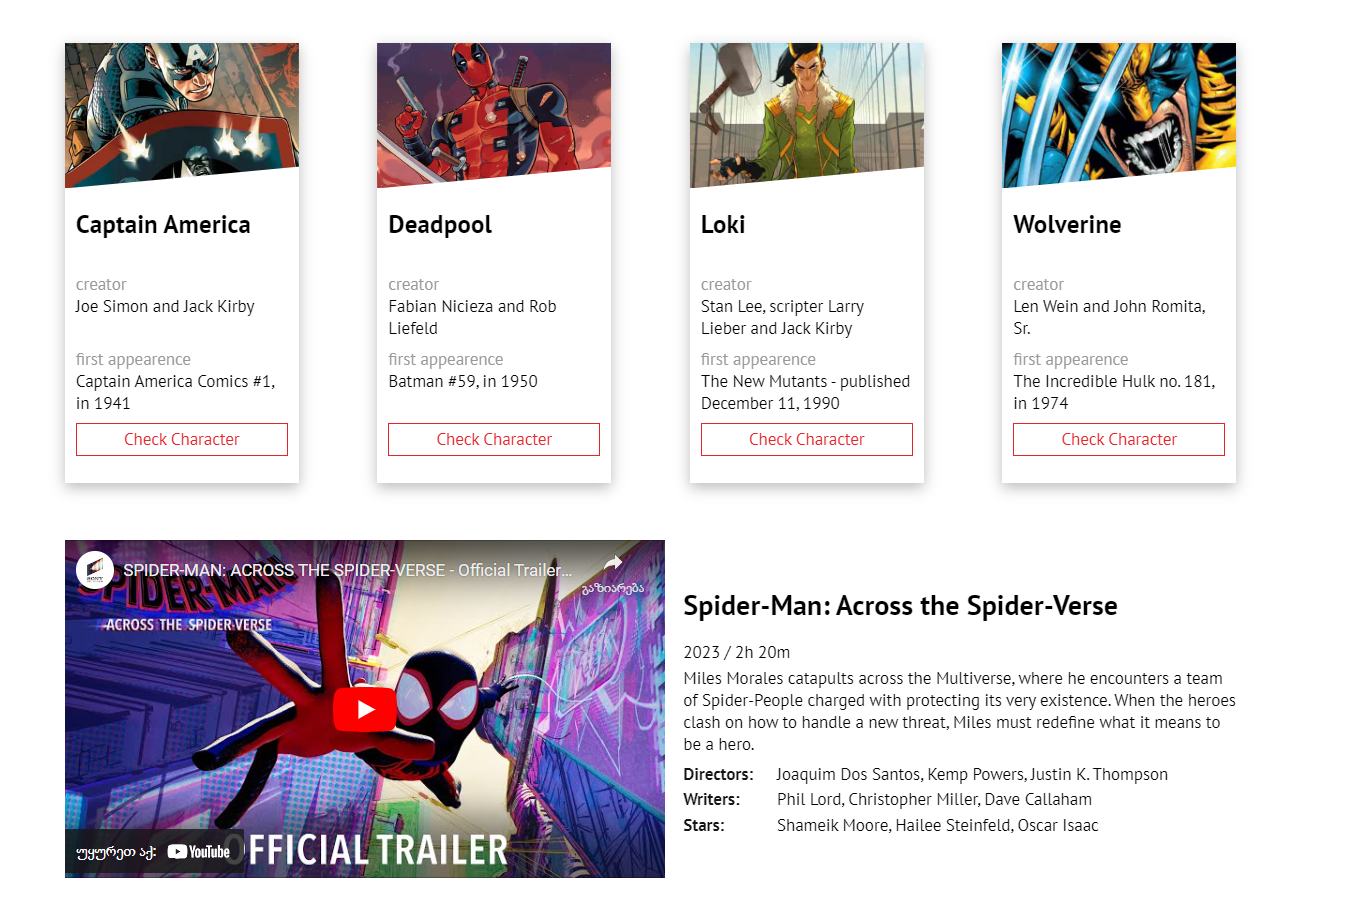 Captain America
creator
Joe Simon and Jack Kirby
first appearence
Captain America Comics #1,
in 1941
Check Character
Deadpool
creator
Fabian Nicieza and Rob
Liefeld
first appearence
Batman #59, in 1950
Check Character
Loki
creator
Stan Lee, scripter Larry
Lieber and Jack Kirby
first appearence
The New Mutants - published
December 11, 1990
Check Character
Wolverine
creator
Len Wein and John Romita,
Sr.
first appearence
The Incredible Hulk no. 181,
in 1974
Check Character
SONY
SPIDER-MAN: ACROSS THE SPIDER-VERSE - Official Trailer...
გაზიარება
SPIDER-MAN
ACROSS THE SPIDER-VERSE
OFFICIAL TRAILER
უყურეთ აქ: YouTube
Spider-Man: Across the Spider-Verse
2023 / 2h 20m
Miles Morales catapults across the Multiverse, where he encounters a team
of Spider-People charged with protecting its very existence. When the heroes
clash on how to handle a new threat, Miles must redefine what it means to
be a hero.
Directors: Joaquim Dos Santos, Kemp Powers, Justin K. Thompson
Writers: Phil Lord, Christopher Miller, Dave Callaham
Stars: Shameik Moore, Hailee Steinfeld, Oscar Isaac